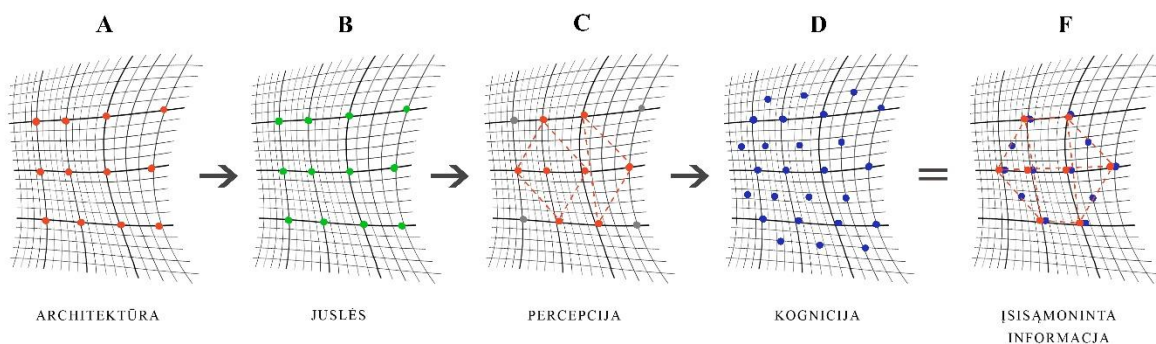 A B C D F
ARCHITEKTŪRA JUSLĖS PERCEPCIJA KOGNICIJA ĮSISĄMONINTA
INFORMACJA